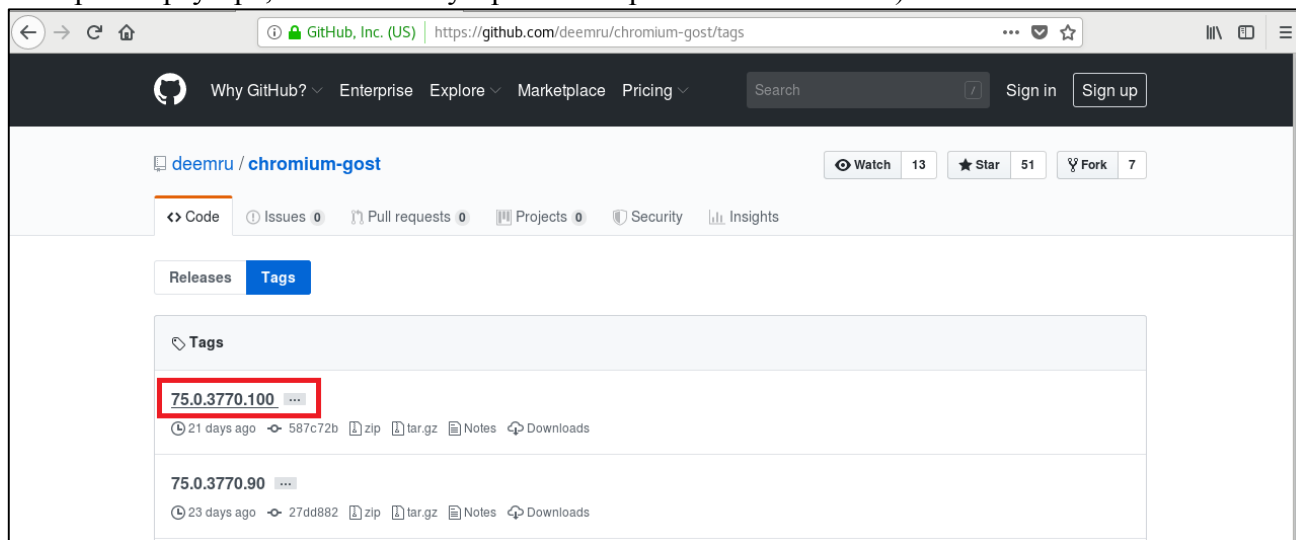 GitHub, Inc. (US) https://github.com/deemru/chromium-gost/tags
Why GitHub? Enterprise Explore Marketplace Pricing Search / Sign in Sign up
deemru / chromium-gost Watch 13 Star 51 Fork 7
Code Issues 0 Pull requests 0 Projects 0 Security Insights
Releases Tags
Tags
75.0.3770.100 ...
21 days ago 587c72b zip tar.gz Notes Downloads
75.0.3770.90 ...
23 days ago 27dd882 zip tar.gz Notes Downloads